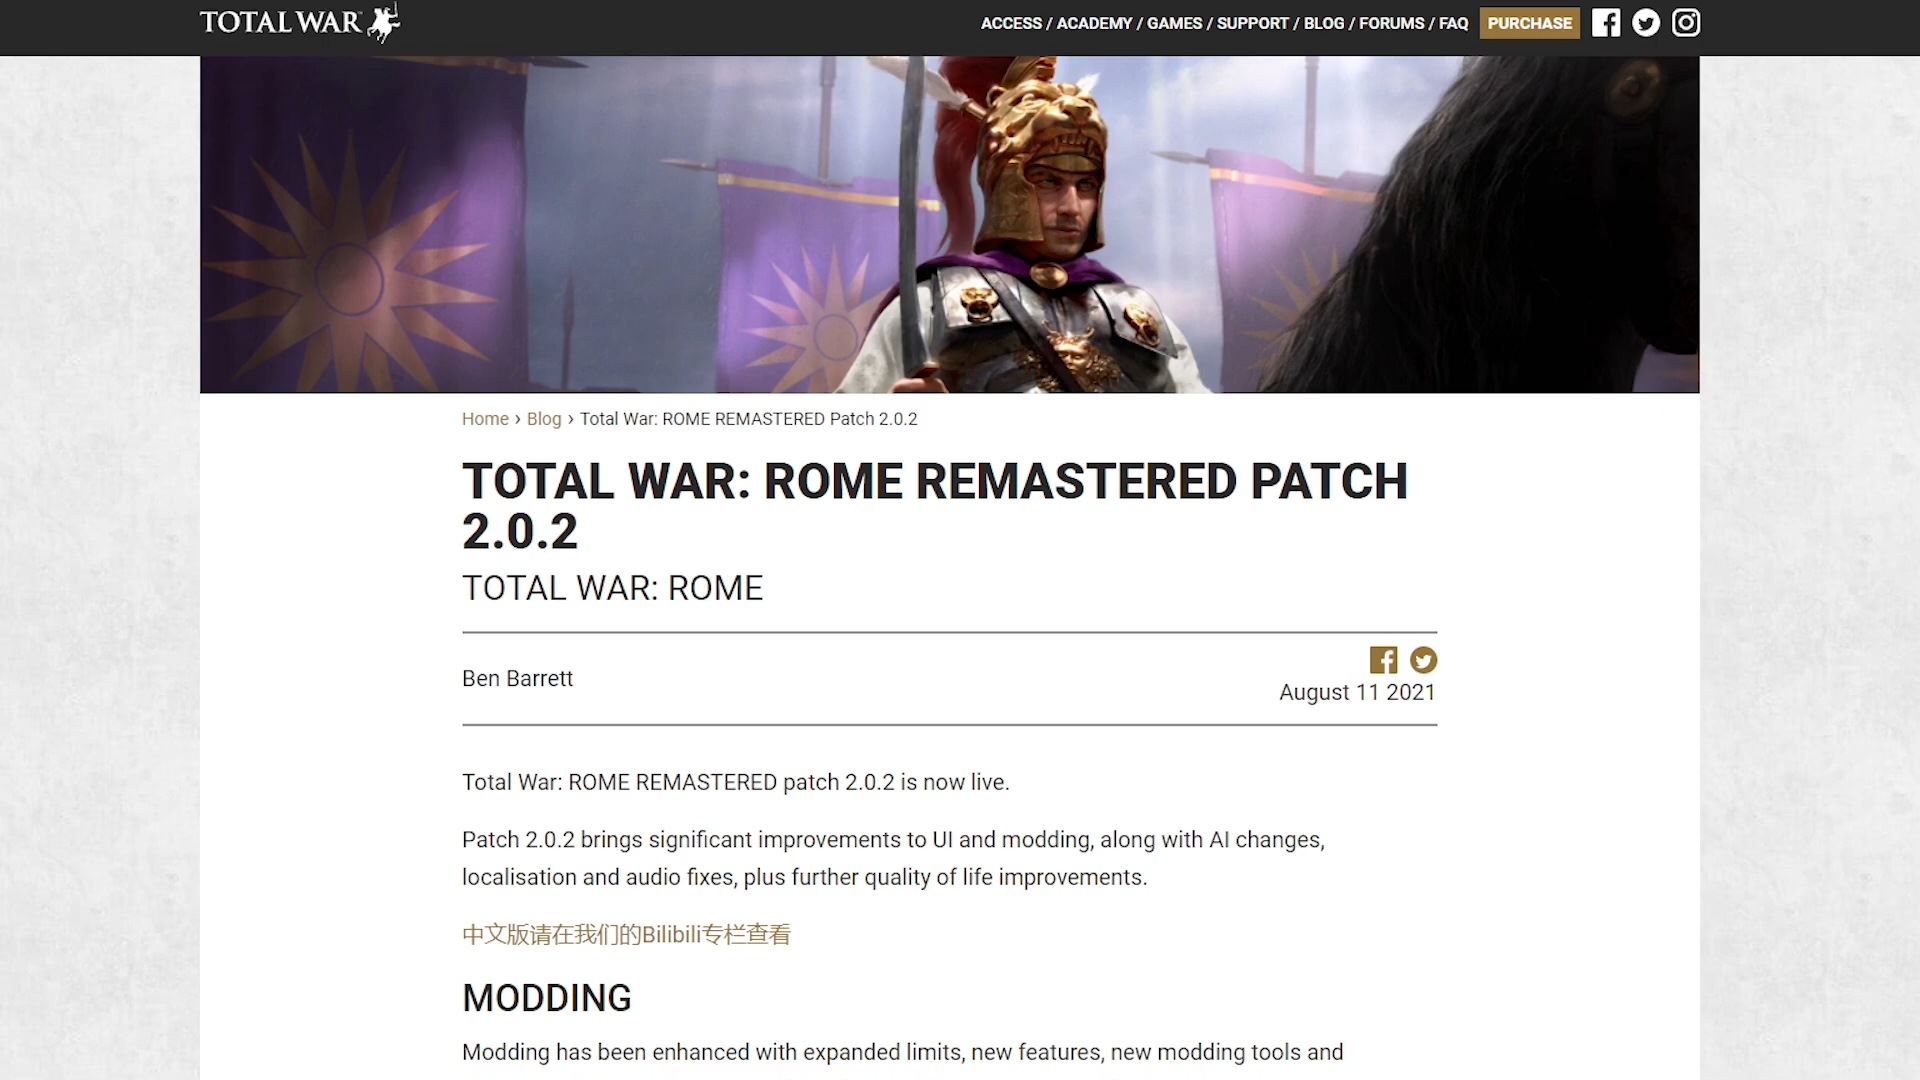 TOTAL WAR
ACCESS / ACADEMY / GAMES / SUPPORT / BLOG / FORUMS / FAQ PURCHASE
Home › Blog › Total War: ROME REMASTERED Patch 2.0.2
TOTAL WAR: ROME REMASTERED PATCH
2.0.2
TOTAL WAR: ROME
Ben Barrett
August 11 2021
Total War: ROME REMASTERED patch 2.0.2 is now live.
Patch 2.0.2 brings significant improvements to UI and modding, along with AI changes,
localisation and audio fixes, plus further quality of life improvements.
中文版请在我们的Bilibili专栏查看
MODDING
Modding has been enhanced with expanded limits, new features, new modding tools and